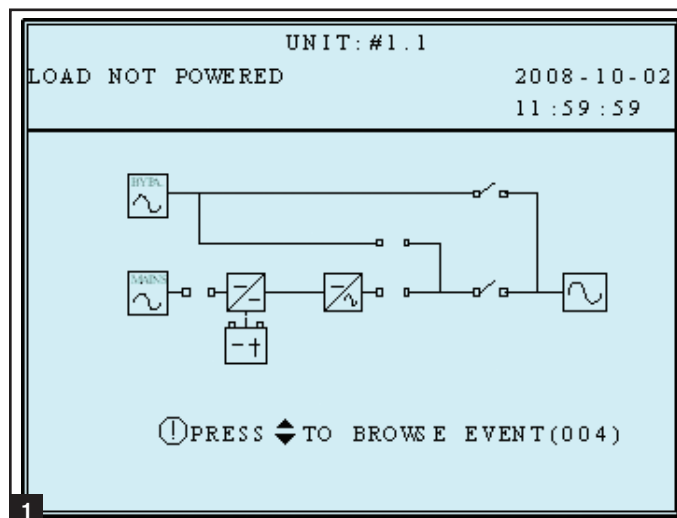 UNIT:#1.1
LOAD NOT POWERED
2008-10-02
11:59:59
BYPA.
MAINS
PRESS TO BROWSE EVENT(004)
1